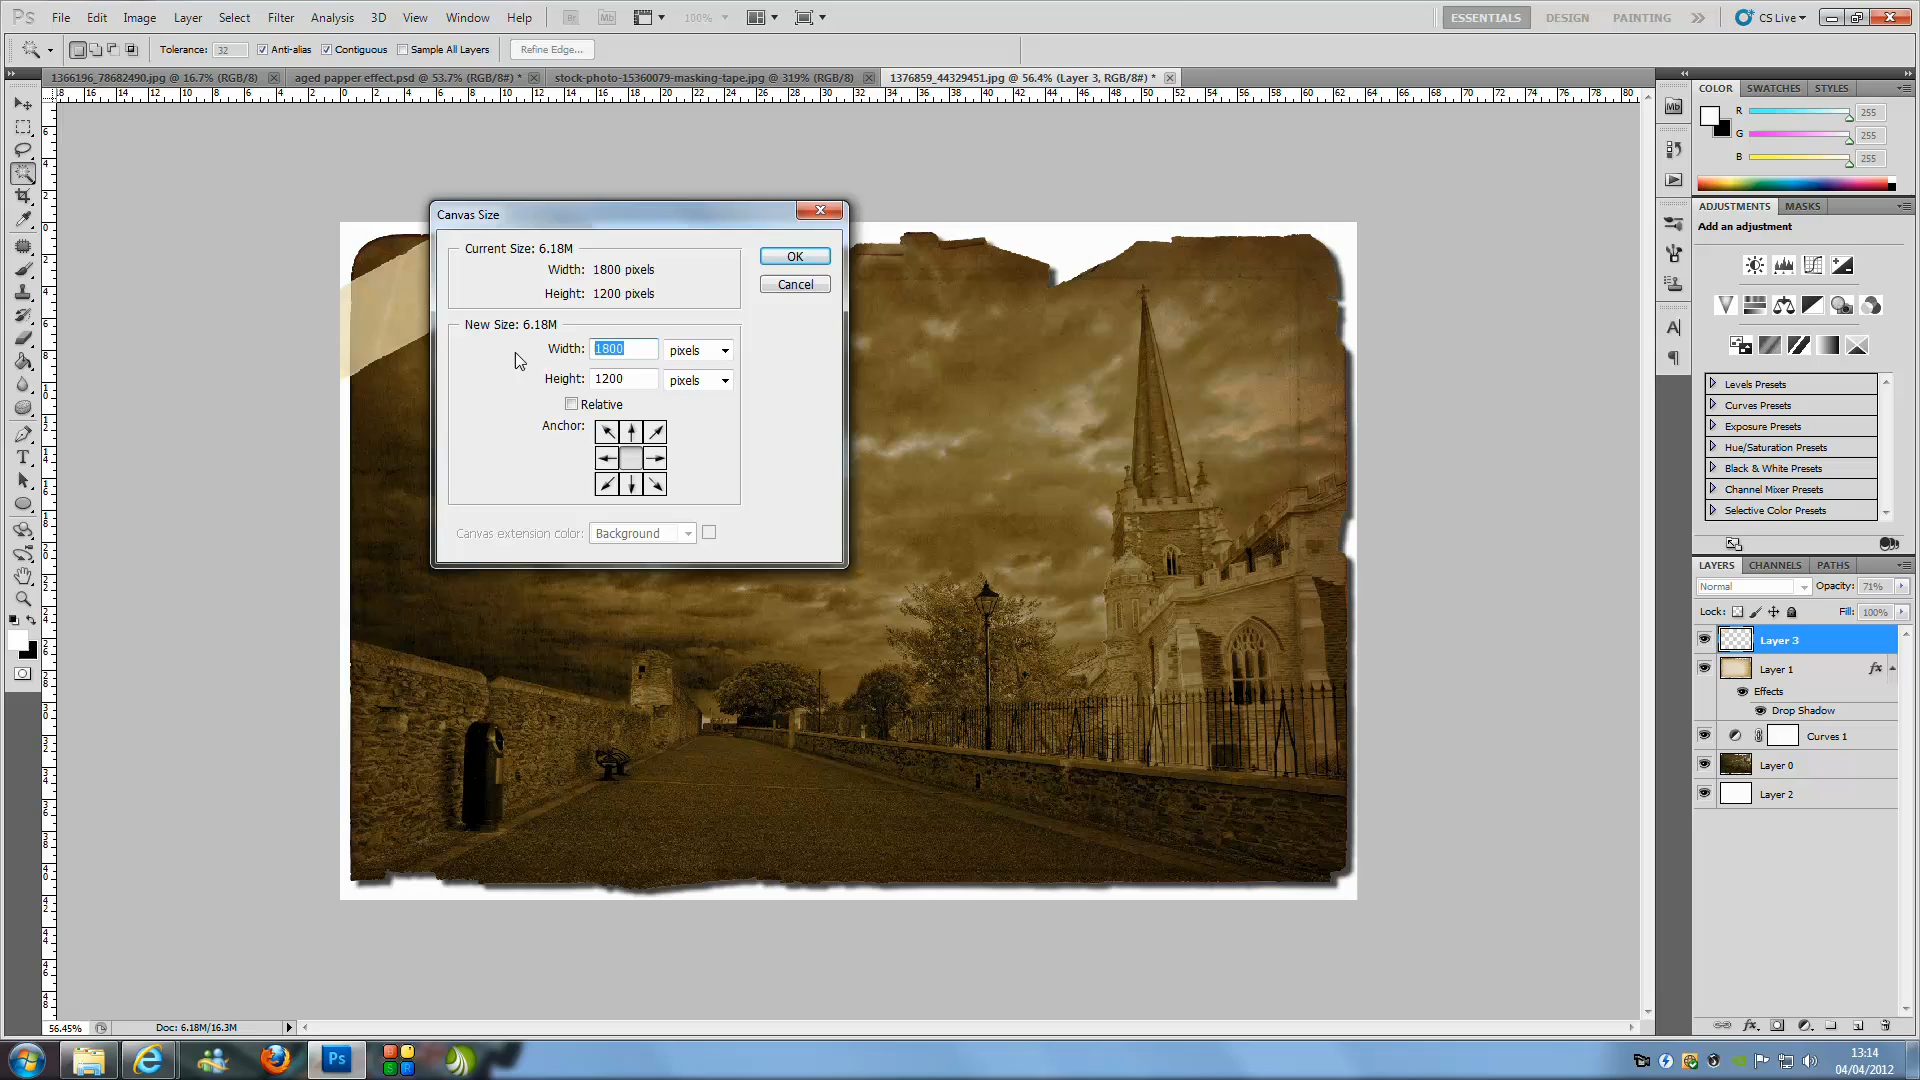 Ps File Edit Image Layer Select Filter Analysis 3D View Window Help Br Mb 100% ESSENTIALS DESIGN PAINTING CS Live
Tolerance: 32 Anti-alias Contiguous Sample All Layers Refine Edge...
1366196_78682490.jpg @ 16.7% (RGB/8) aged papper effect.psd @ 53.7% (RGB/8#) * stock-photo-15360079-masking-tape.jpg @ 319% (RGB/8) 1376859_44329451.jpg @ 56.4% (Layer 3, RGB/8#) *
COLOR SWATCHES STYLES
R 255
G 255
B 255
ADJUSTMENTS MASKS
Add an adjustment
Levels Presets
Curves Presets
Exposure Presets
Hue/Saturation Presets
Black & White Presets
Channel Mixer Presets
Selective Color Presets
LAYERS CHANNELS PATHS
Normal Opacity: 71%
Lock: Fill: 100%
Layer 3
Layer 1 fx
Effects
Drop Shadow
Curves 1
Layer 0
Layer 2
Canvas Size
Current Size: 6.18M
Width: 1800 pixels
Height: 1200 pixels
OK
Cancel
New Size: 6.18M
Width: 1800 pixels
Height: 1200 pixels
Relative
Anchor:
Canvas extension color: Background
56.45% Doc: 6.18M/16.3M
Ps
13:14
04/04/2012